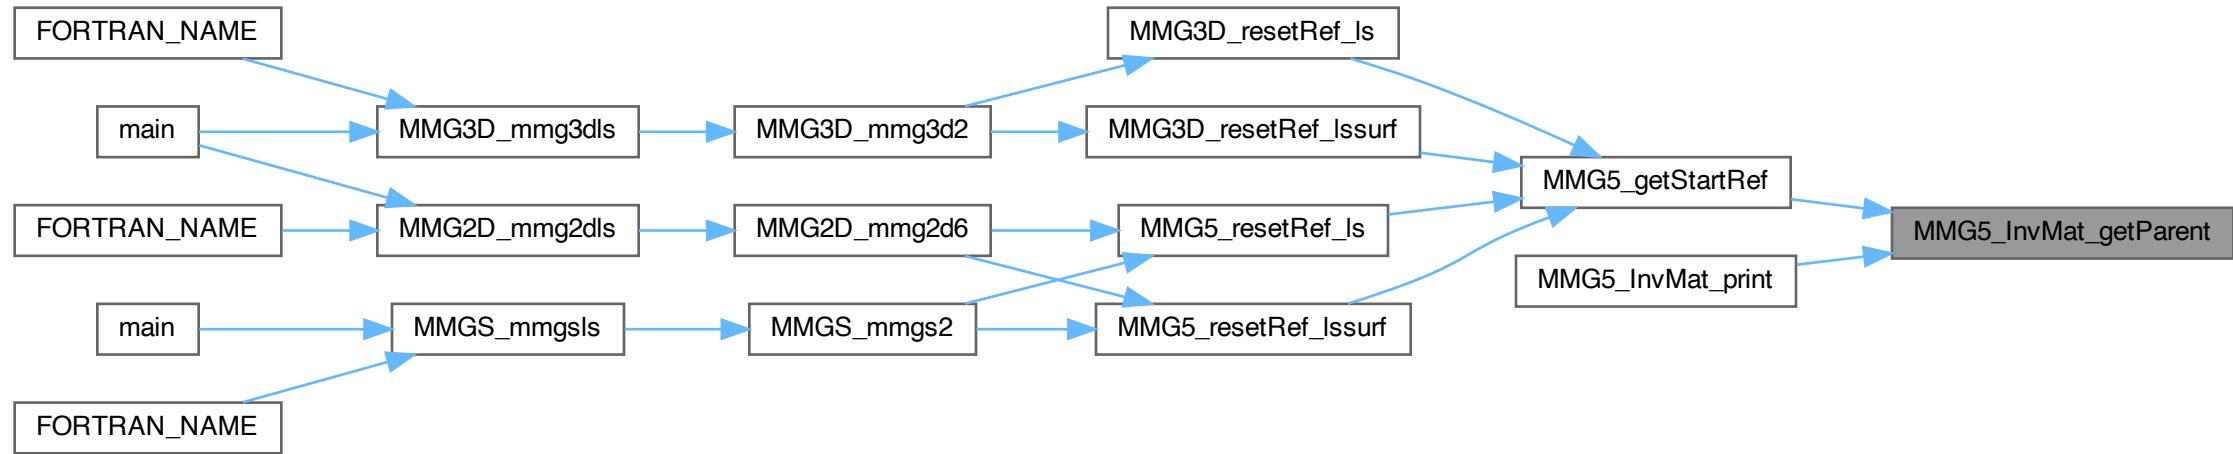 FORTRAN_NAME
main
FORTRAN_NAME
main
FORTRAN_NAME
MMG3D_mmg3dls
MMG2D_mmg2dls
MMGS_mmgsls
MMG3D_mmg3d2
MMG2D_mmg2d6
MMGS_mmgs2
MMG3D_resetRef_ls
MMG3D_resetRef_lssurf
MMG5_resetRef_ls
MMG5_resetRef_lssurf
MMG5_getStartRef
MMG5_InvMat_print
MMG5_InvMat_getParent